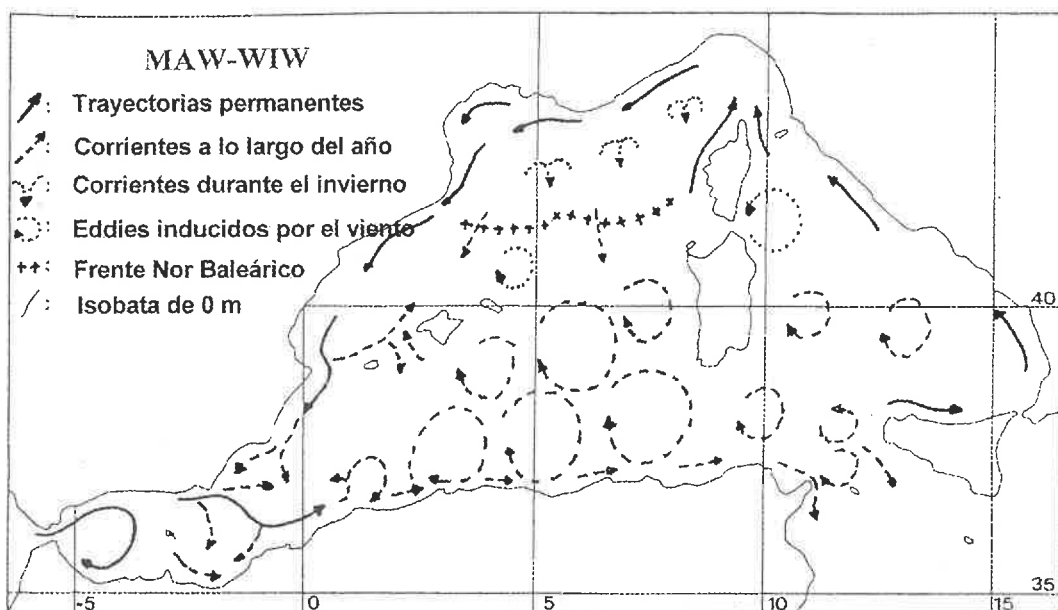 MAW-WIW
: Trayectorias permanentes
: Corrientes a lo largo del año
: Corrientes durante el invierno
: Eddies inducidos por el viento
: Frente Nor Baleárico
: Isobata de 0 m
40
35
-5
0
5
10
15